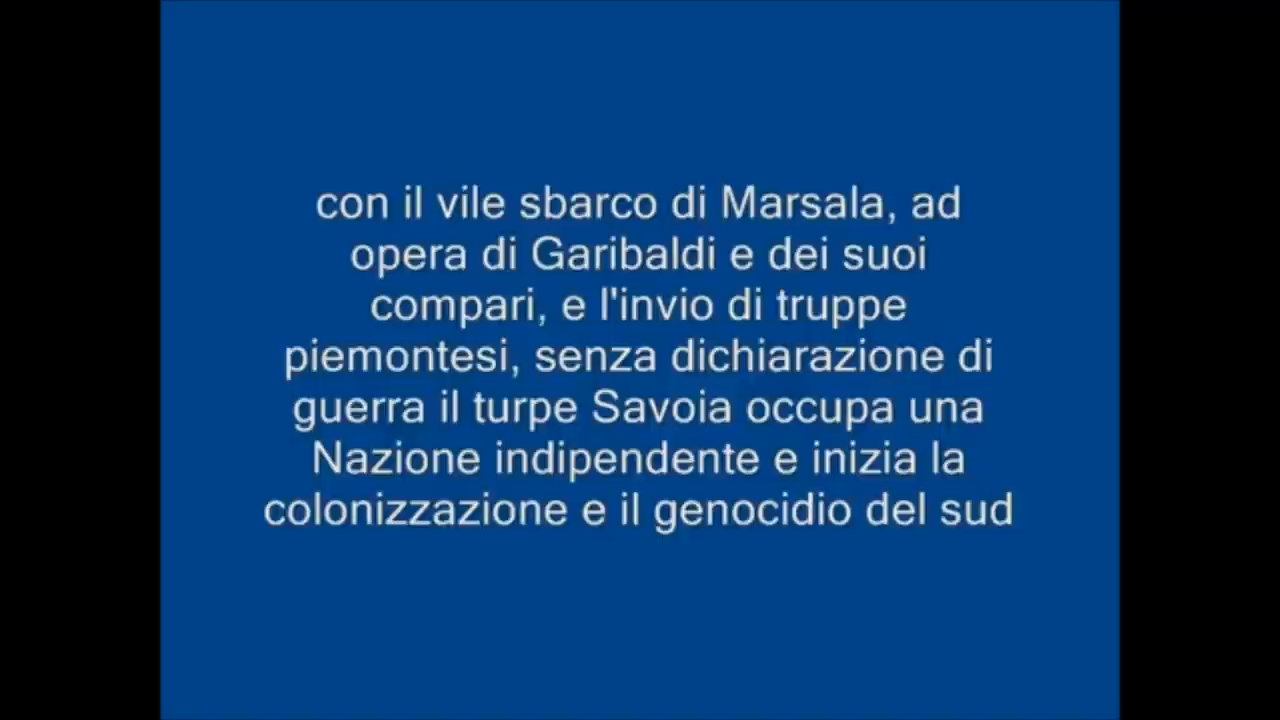 con il vile sbarco di Marsala, ad
opera di Garibaldi e dei suoi
compari, e l'invio di truppe
piemontesi, senza dichiarazione di
guerra il turpe Savoia occupa una
Nazione indipendente e inizia la
colonizzazione e il genocidio del sud